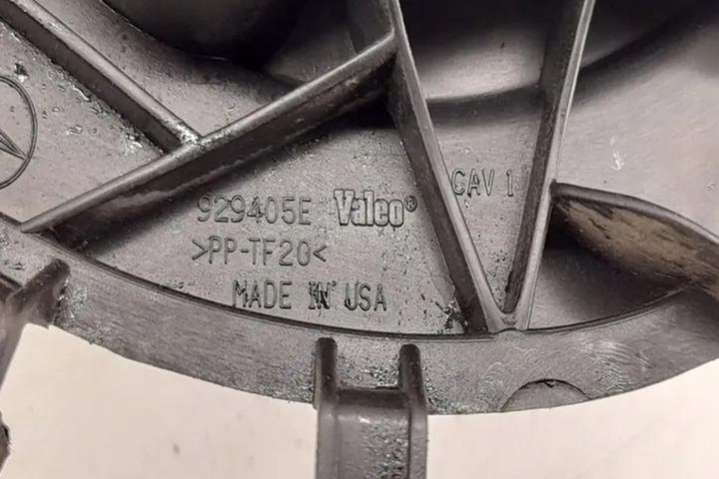 929405E Valeo®
CAV 1
>PP-TF20<
MADE IN USA